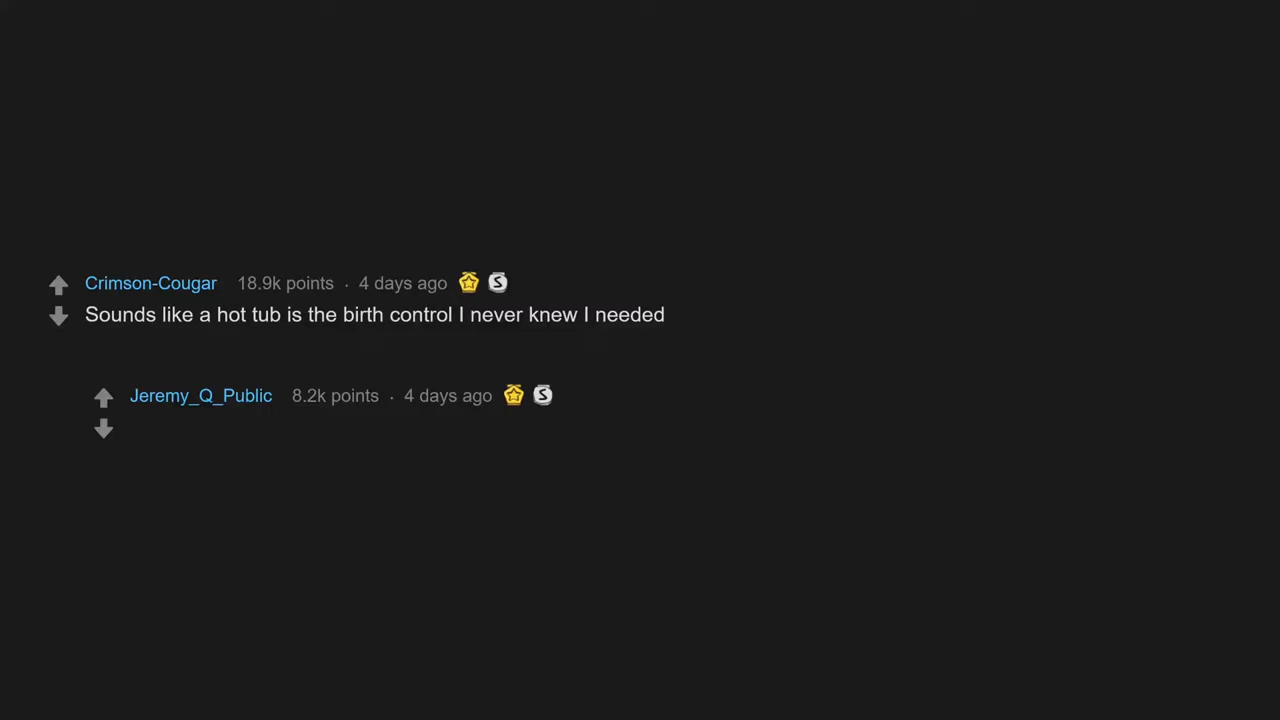 Crimson-Cougar 18.9k points · 4 days ago S
Sounds like a hot tub is the birth control I never knew I needed
Jeremy_Q_Public 8.2k points · 4 days ago S